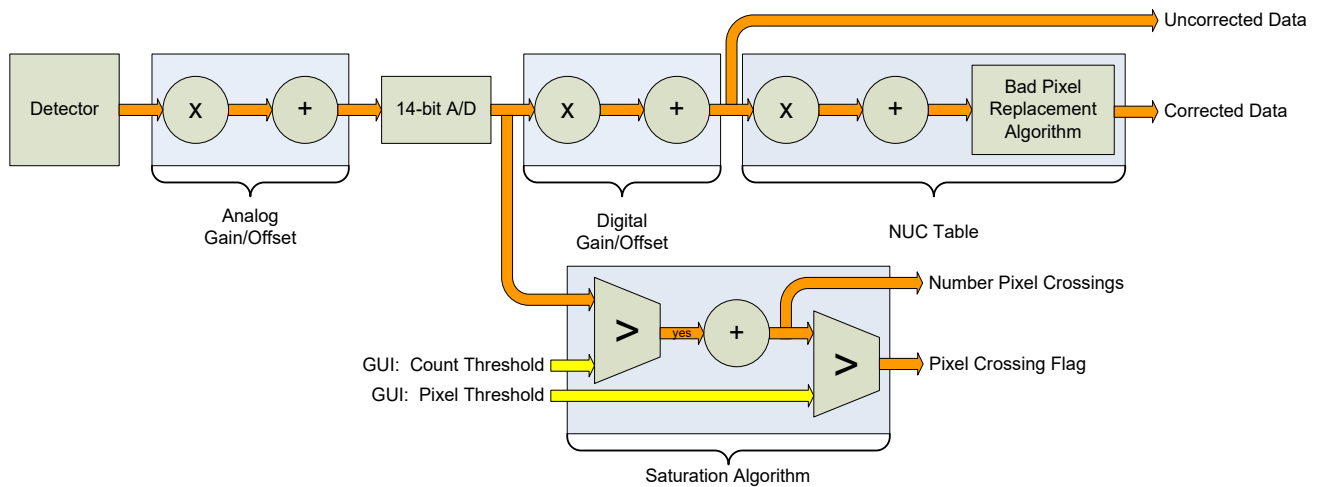 Uncorrected Data
Detector
x
+
14-bit A/D
x
+
x
+
Bad Pixel
Replacement
Algorithm
Corrected Data
Analog
Gain/Offset
Digital
Gain/Offset
NUC Table
>
yes
+
>
Number Pixel Crossings
GUI: Count Threshold
Pixel Crossing Flag
GUI: Pixel Threshold
Saturation Algorithm